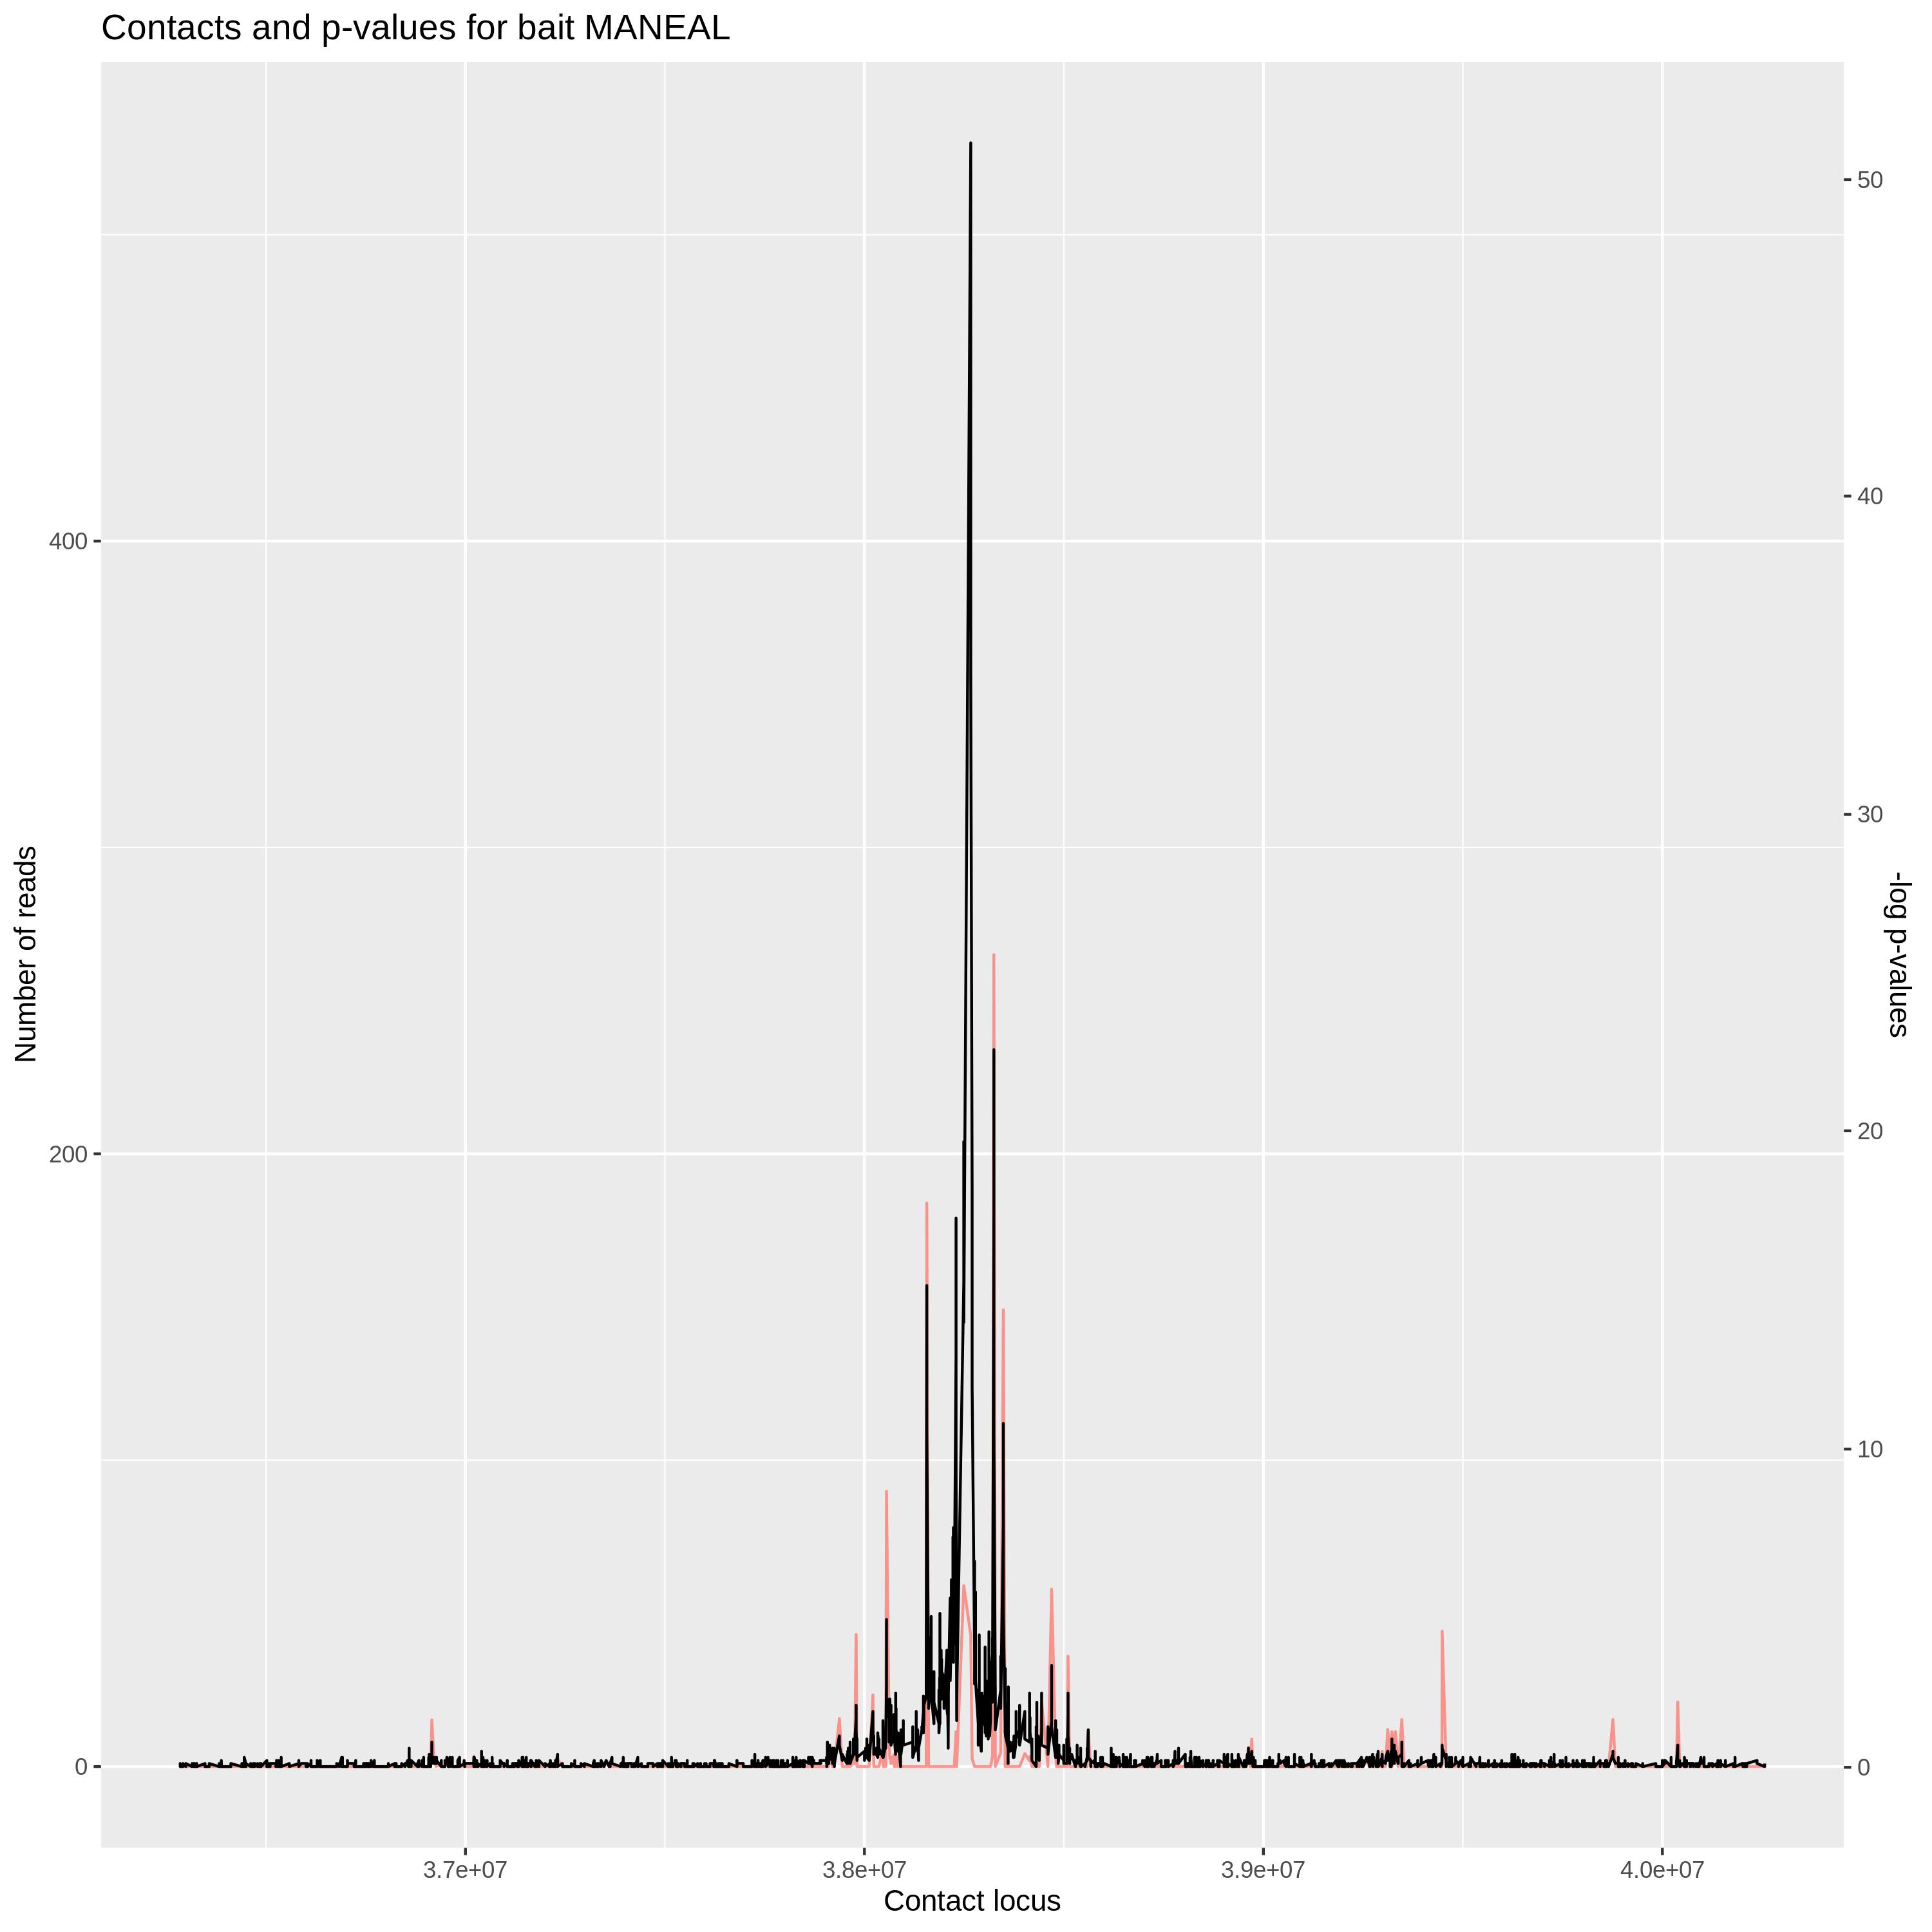 Contacts and p-values for bait MANEAL
Number of reads
400
200
0
50
40
30
20
10
0
-log p-values
3.7e+07
3.8e+07
3.9e+07
4.0e+07
Contact locus